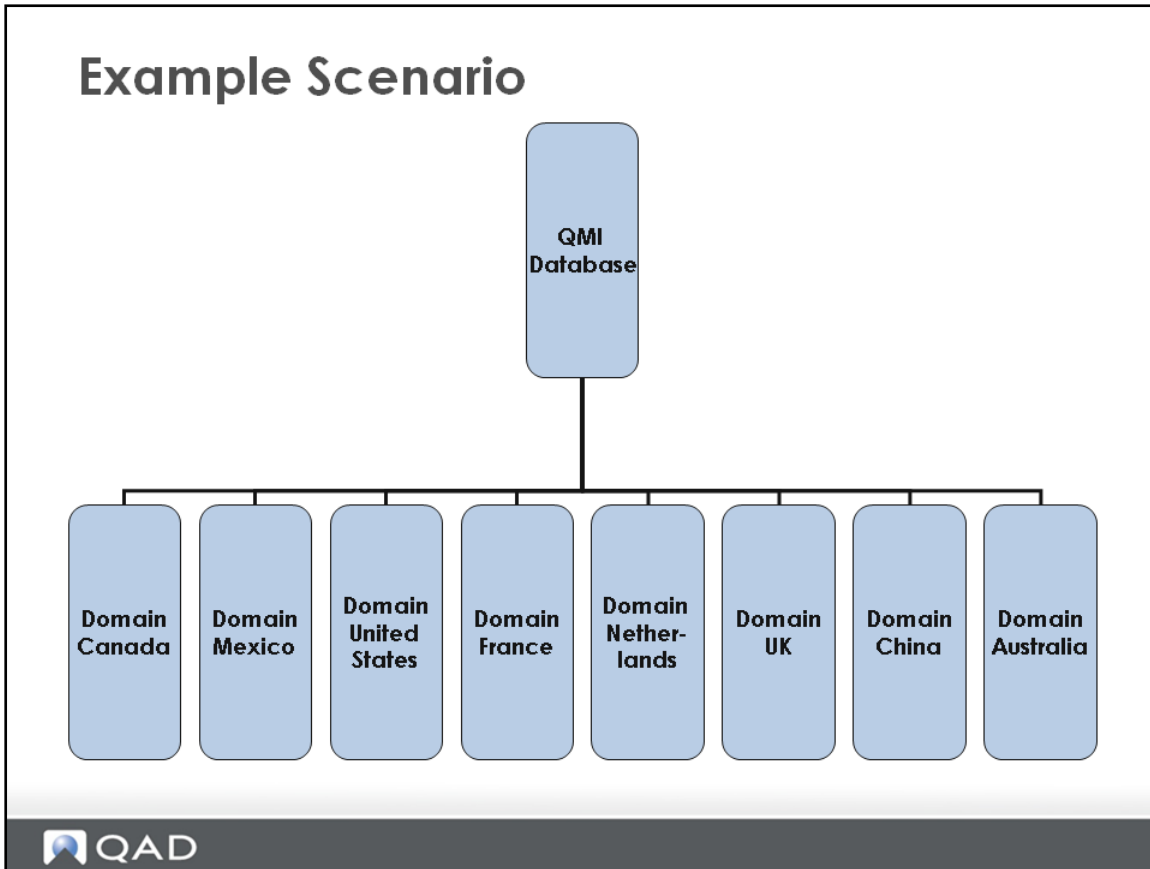 Example Scenario
QMI
Database
Domain
Canada
Domain
Mexico
Domain
United
States
Domain
France
Domain
Nether-
lands
Domain
UK
Domain
China
Domain
Australia
QAD